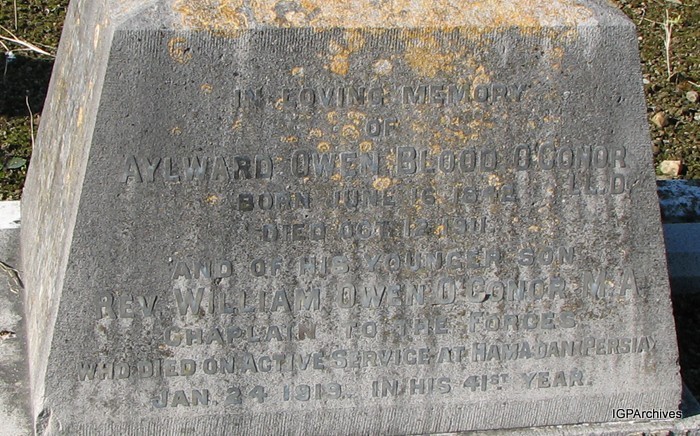 IN LOVING MEMORY
OF
AYLWARD OWEN BLOOD O'CONOR
LL.D.
BORN JUNE 16
DIED OCT 12 1911
AND OF HIS YOUNGER SON
REV. WILLIAM OWEN O'CONOR M.A.
CHAPLAIN TO THE FORCES
WHO DIED ON ACTIVE SERVICE AT HAMADAN (PERSIA)
JAN. 24 1919. IN HIS 41ST YEAR.
IGPArchives